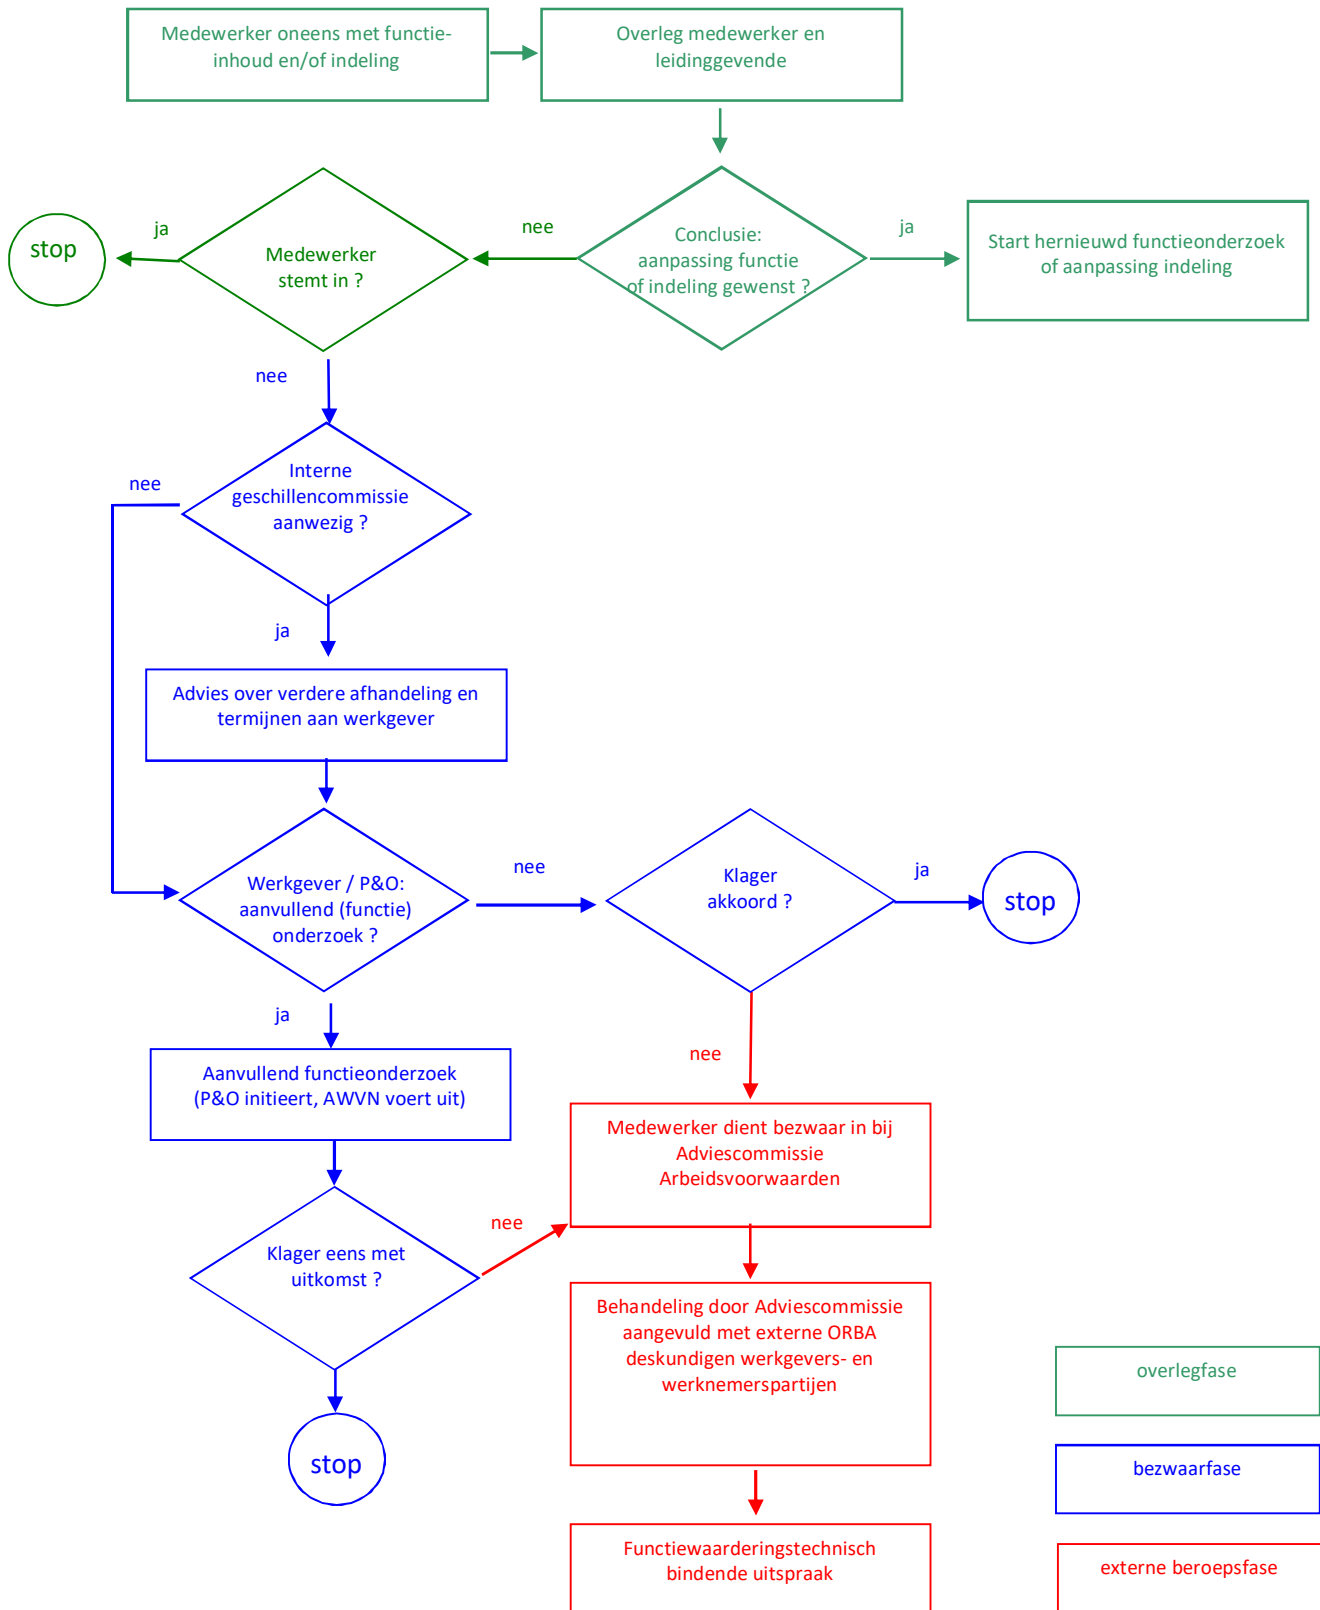 Medewerker oneens met functie-
inhoud en/of indeling
Overleg medewerker en
leidinggevende
stop
ja
Medewerker
stemt in ?
nee
Conclusie:
aanpassing functie
of indeling gewenst ?
ja
Start hernieuwd functieonderzoek
of aanpassing indeling
nee
nee
Interne
geschillencommissie
aanwezig ?
ja
Advies over verdere afhandeling en
termijnen aan werkgever
Werkgever / P&O:
aanvullend (functie)
onderzoek ?
nee
Klager
akkoord ?
ja
stop
ja
nee
Aanvullend functieonderzoek
(P&O initieert, AWVN voert uit)
Medewerker dient bezwaar in bij
Adviescommissie
Arbeidsvoorwaarden
Klager eens met
uitkomst ?
nee
stop
Behandeling door Adviescommissie
aangevuld met externe ORBA
deskundigen werkgevers- en
werknemerspartijen
Functiewaarderingstechnisch
bindende uitspraak
overlegfase
bezwaarfase
externe beroepsfase